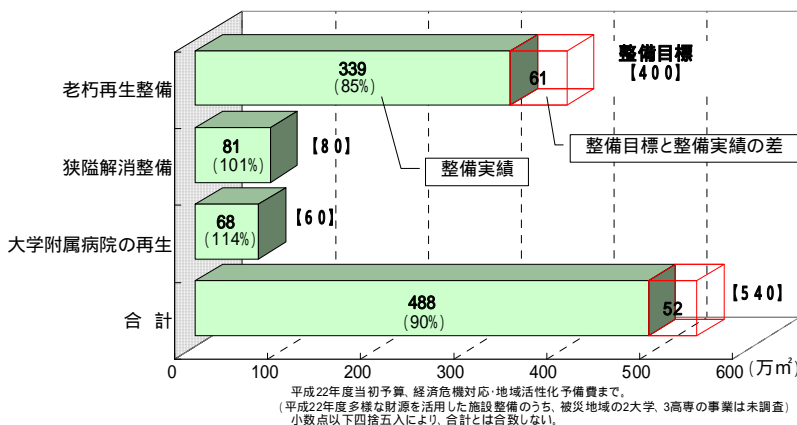 整備目標
【400】
老朽再生整備
339
(85%)
61
狭隘解消整備
81
(101%)
【80】
整備実績
整備目標と整備実績の差
大学附属病院の再生
68
(114%)
【60】
合 計
488
(90%)
52
【540】
0 100 200 300 400 500 600 (万㎡)
平成22年度当初予算、経済危機対応・地域活性化予備費まで。
(平成22年度多様な財源を活用した施設整備のうち、被災地域の2大学、3高専の事業は未調査)
小数点以下四捨五入により、合計とは合致しない。